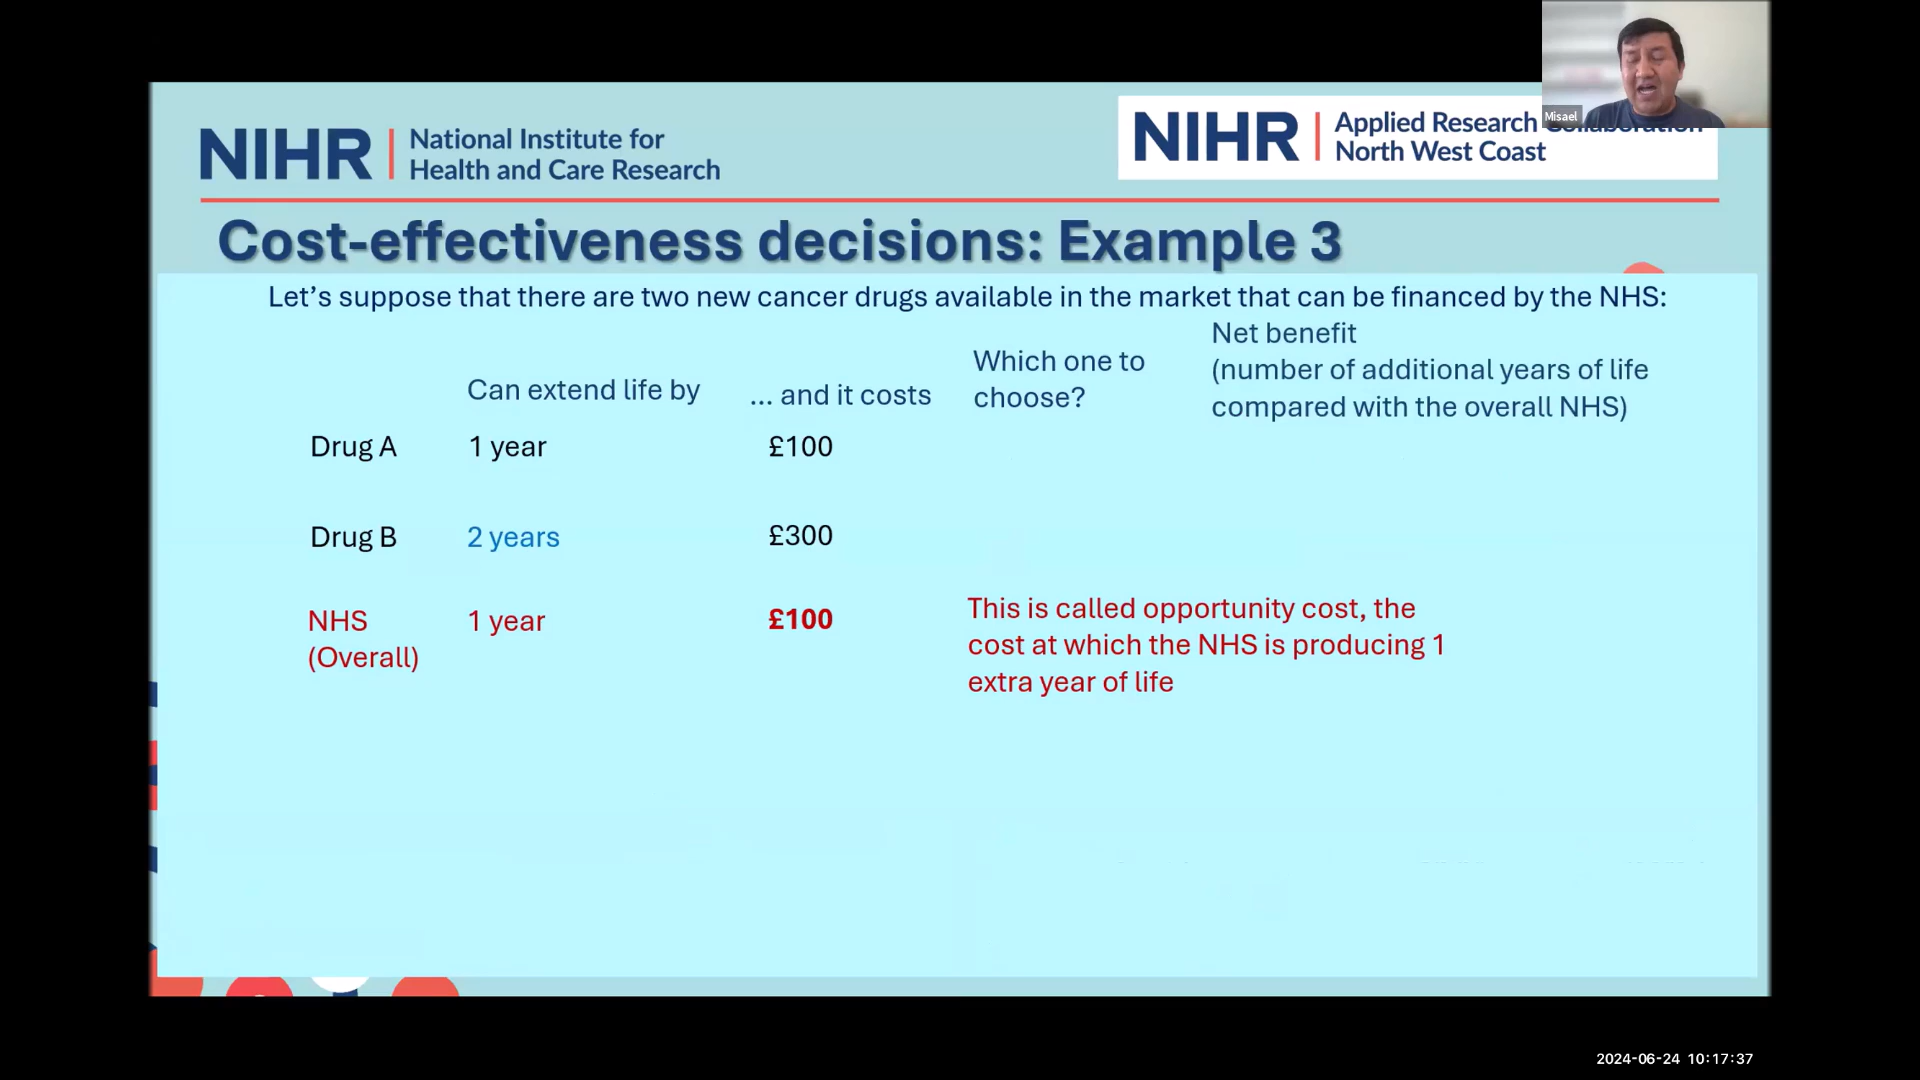 Misael
NIHR | National Institute for
Health and Care Research
NIHR | Applied Research Collaboration
North West Coast
Cost-effectiveness decisions: Example 3
Let’s suppose that there are two new cancer drugs available in the market that can be financed by the NHS:
Can extend life by
... and it costs
Which one to
choose?
Net benefit
(number of additional years of life
compared with the overall NHS)
Drug A 1 year £100
Drug B 2 years £300
NHS
(Overall)
1 year £100
This is called opportunity cost, the
cost at which the NHS is producing 1
extra year of life
2024-06-24 10:17:37